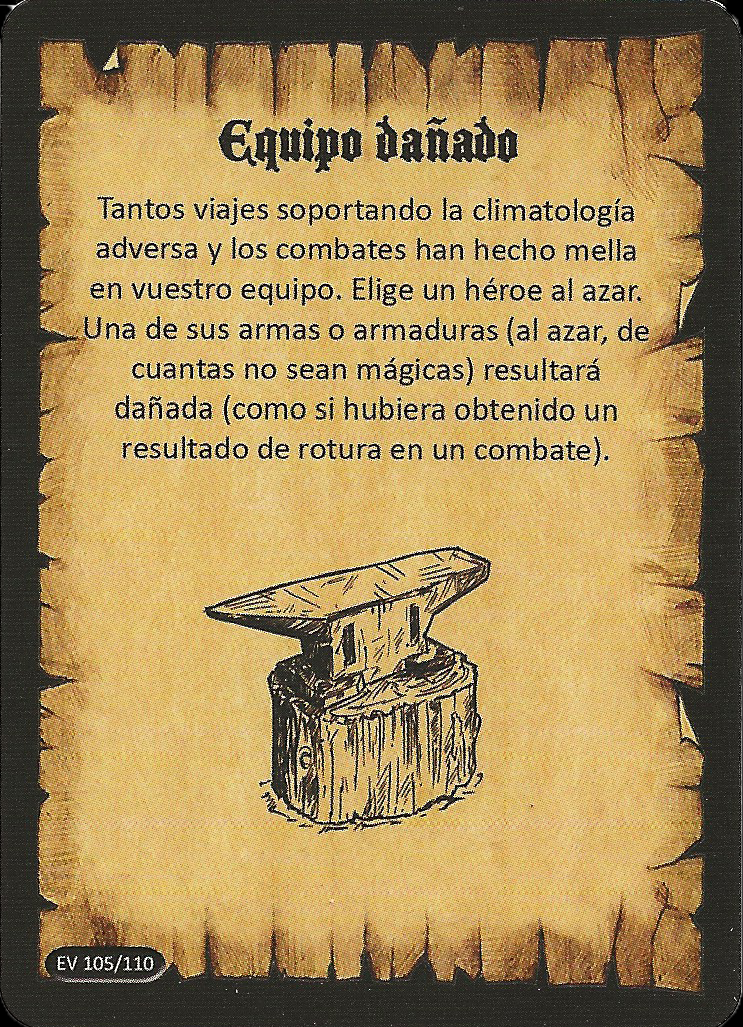 Equipo dañado
Tantos viajes soportando la climatología
adversa y los combates han hecho mella
en vuestro equipo. Elige un héroe al azar.
Una de sus armas o armaduras (al azar, de
cuantas no sean mágicas) resultará
dañada (como si hubiera obtenido un
resultado de rotura en un combate).
EV 105/110